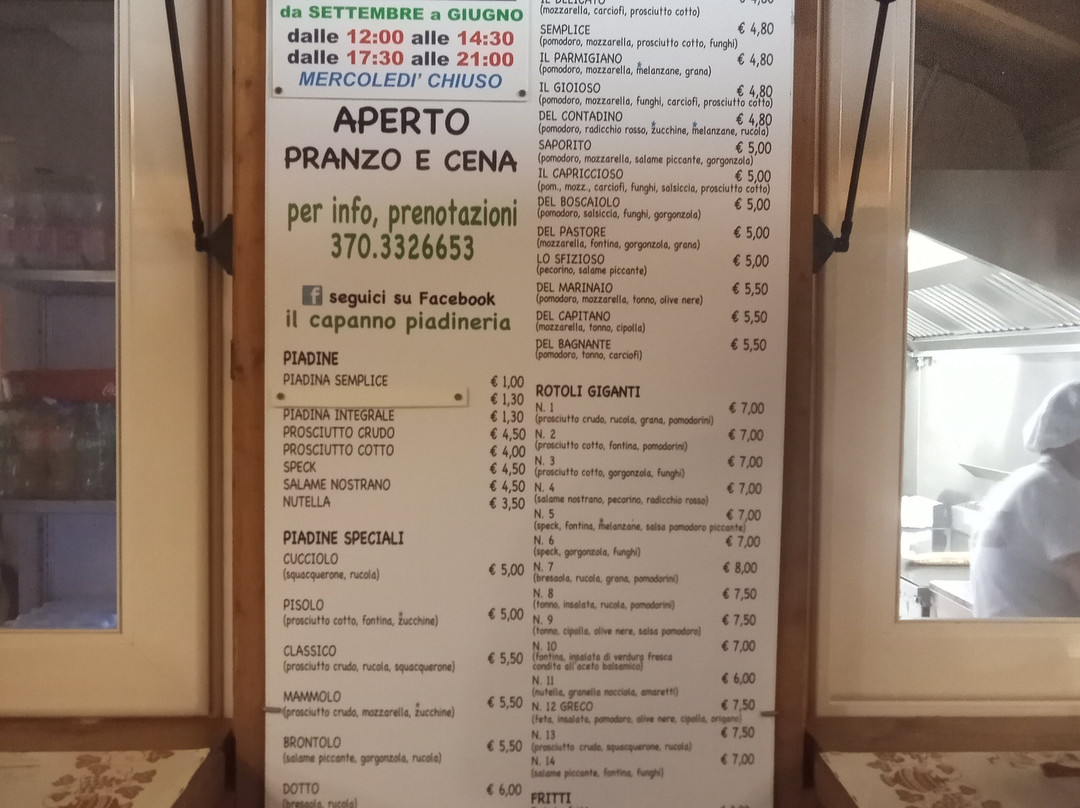 da SETTEMBRE a GIUGNO
dalle 12:00 alle 14:30
dalle 17:30 alle 21:00
MERCOLEDI' CHIUSO
APERTO
PRANZO E CENA
per info, prenotazioni
370.3326653
f seguici su Facebook
il capanno piadineria
PIADINE
PIADINA SEMPLICE € 1,00
€ 1,30
PIADINA INTEGRALE € 1,30
PROSCIUTTO CRUDO € 4,50
PROSCIUTTO COTTO € 4,00
SPECK € 4,50
SALAME NOSTRANO € 4,50
NUTELLA € 3,50
PIADINE SPECIALI
CUCCIOLO
(squacquerone, rucola) € 5,00
PISOLO
(prosciutto cotto, fontina, *zucchine) € 5,00
CLASSICO
(prosciutto crudo, rucola, squacquerone) € 5,50
MAMMOLO
(prosciutto crudo, mozzarella, *zucchine) € 5,50
BRONTOLO
(salame piccante, gorgonzola, rucola) € 5,50
DOTTO € 6,00
(bresaola, rucola)
IL DELICATO € 4,80
(mozzarella, carciofi, prosciutto cotto)
SEMPLICE € 4,80
(pomodoro, mozzarella, prosciutto cotto, funghi)
IL PARMIGIANO € 4,80
(pomodoro, mozzarella, *melanzane, grana)
IL GIOIOSO € 4,80
(pomodoro, mozzarella, funghi, carciofi, prosciutto cotto)
DEL CONTADINO € 4,80
(pomodoro, radicchio rosso, *zucchine, *melanzane, rucola)
SAPORITO € 5,00
(pomodoro, mozzarella, salame piccante, gorgonzola)
IL CAPRICCIOSO € 5,00
(pom., mozz., carciofi, funghi, salsiccia, prosciutto cotto)
DEL BOSCAIOLO € 5,00
(pomodoro, salsiccia, funghi, gorgonzola)
DEL PASTORE € 5,00
(mozzarella, fontina, gorgonzola, grana)
LO SFIZIOSO € 5,00
(pecorino, salame piccante)
DEL MARINAIO € 5,50
(pomodoro, mozzarella, tonno, olive nere)
DEL CAPITANO € 5,50
(mozzarella, tonno, cipolla)
DEL BAGNANTE € 5,50
(pomodoro, tonno, carciofi)
ROTOLI GIGANTI
N. 1 € 7,00
(prosciutto crudo, rucola, grana, pomodorini)
N. 2 € 7,00
(prosciutto cotto, fontina, pomodorini)
N. 3 € 7,00
(prosciutto cotto, gorgonzola, funghi)
N. 4 € 7,00
(salame nostrano, pecorino, radicchio rosso)
N. 5 € 7,00
(speck, fontina, *melanzane, salsa pomodoro piccante)
N. 6 € 7,00
(speck, gorgonzola, funghi)
N. 7 € 8,00
(bresaola, rucola, grana, pomodorini)
N. 8 € 7,50
(tonno, insalata, rucola, pomodorini)
N. 9 € 7,50
(tonno, cipolla, olive nere, salsa pomodoro)
N. 10 € 7,00
(fontina, insalata di verdura fresca
condita all'aceto balsamico)
N. 11 € 6,00
(nutella, granella nocciola, amaretti)
N. 12 GRECO € 7,50
(feta, insalata, pomodoro, olive nere, cipolla, origano)
N. 13 € 7,50
(prosciutto crudo, squacquerone, rucola)
N. 14 € 7,00
(salame piccante, fontina, funghi)
FRITTI